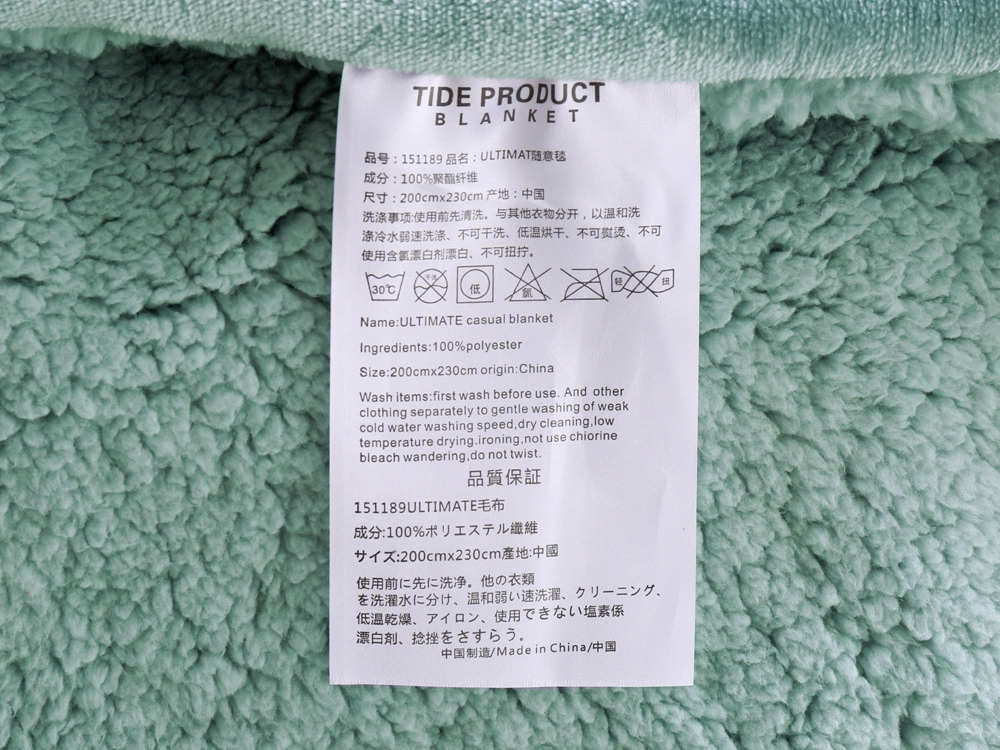 TIDE PRODUCT
BLANKET
品号：151189 品名：ULTIMAT随意毯
成分：100%聚酯纤维
尺寸：200cmx230cm 产地：中国
洗涤事项:使用前先清洗。与其他衣物分开，以温和洗
涤冷水弱速洗涤、不可干洗、低温烘干、不可熨烫、不可
使用含氯漂白剂漂白、不可扭拧。
30℃ 干洗 低 氯 轻 扭
Name:ULTIMATE casual blanket
Ingredients:100%polyester
Size:200cmx230cm origin:China
Wash items:first wash before use. And other
clothing separately to gentle washing of weak
cold water washing speed,dry cleaning,low
temperature drying,ironing,not use chiorine
bleach wandering,do not twist.
品質保証
151189ULTIMATE毛布
成分:100%ポリエステル纖維
サイズ:200cmx230cm產地:中國
使用前に先に洗净。他の衣類
を洗濯水に分け、温和弱い速洗濯、クリーニング、
低温乾燥、アイロン、使用できない塩素係
漂白剤、捻挫をさすらう。
中国制造/Made in China/中国